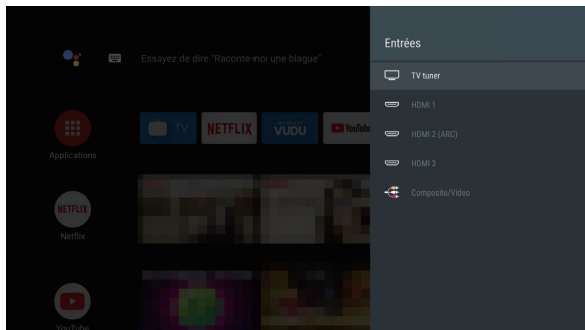 Essayez de dire "Raconte-moi une blague"
Applications
TV
NETFLIX
VUDU
YouTube
NETFLIX
Netflix
YouTube
Entrées
TV tuner
HDMI 1
HDMI 2 (ARC)
HDMI 3
Composite/Video